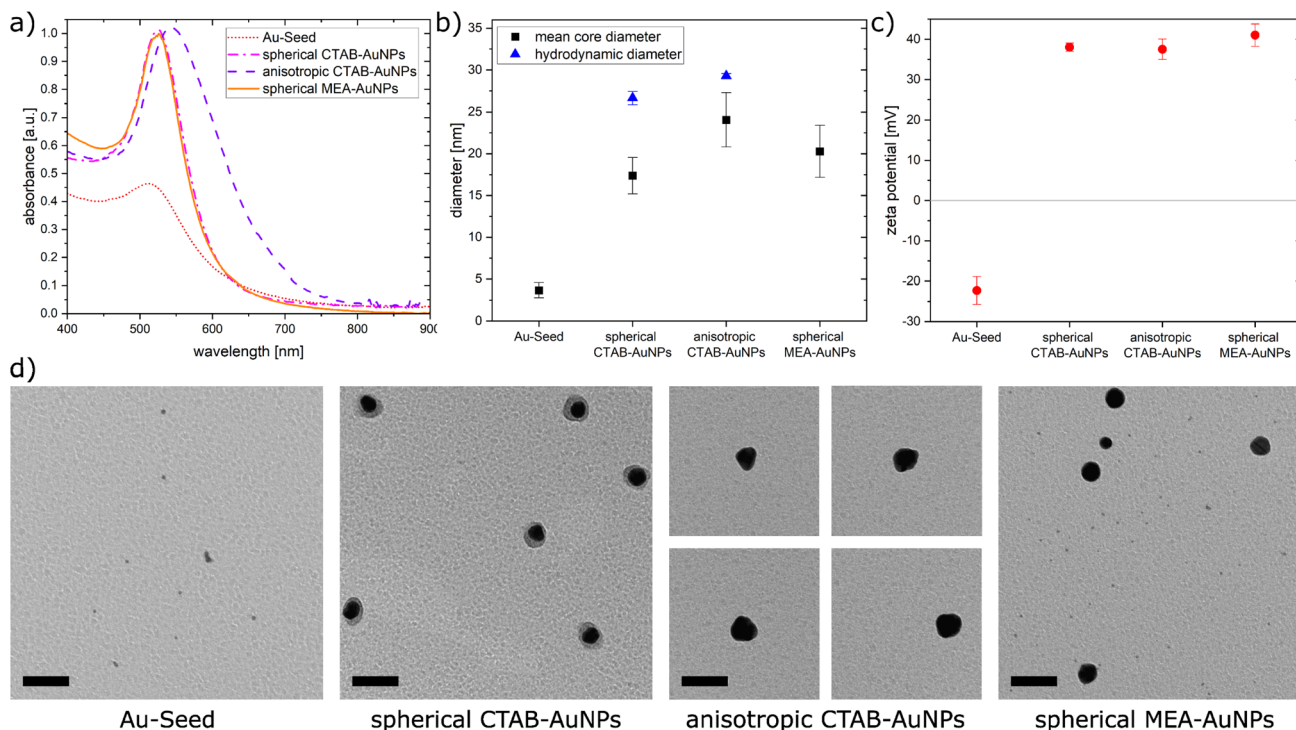 a)
1.0
0.9
0.8
0.7
0.6
0.5
0.4
0.3
0.2
0.1
0.0
absorbance [a.u.]
400 500 600 700 800 900
wavelength [nm]
Au-Seed
spherical CTAB-AuNPs
anisotropic CTAB-AuNPs
spherical MEA-AuNPs
b)
35
30
25
20
15
10
5
0
diameter [nm]
mean core diameter
hydrodynamic diameter
Au-Seed
spherical
CTAB-AuNPs
anisotropic
CTAB-AuNPs
spherical
MEA-AuNPs
c)
40
30
20
10
0
-10
-20
-30
zeta potential [mV]
Au-Seed
spherical
CTAB-AuNPs
anisotropic
CTAB-AuNPs
spherical
MEA-AuNPs
d)
Au-Seed
spherical CTAB-AuNPs
anisotropic CTAB-AuNPs
spherical MEA-AuNPs